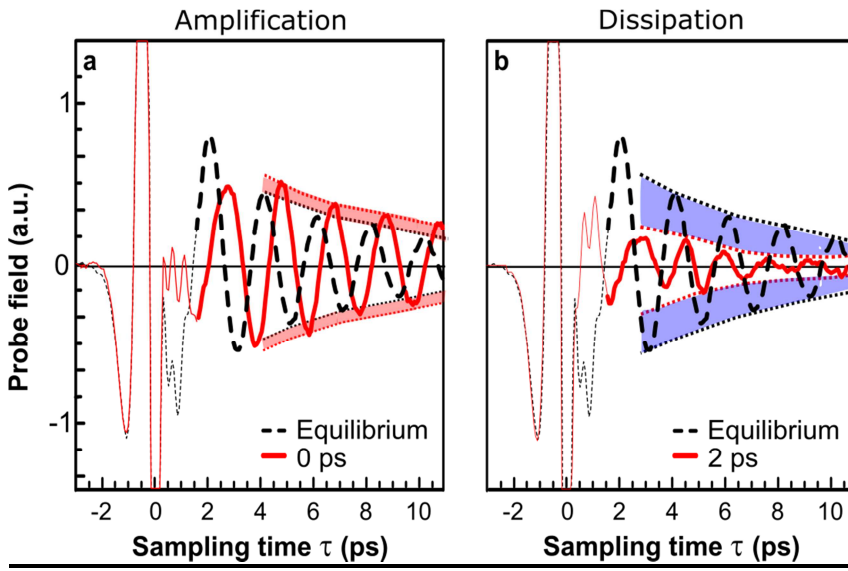 Amplification
Dissipation
a
b
Probe field (a.u.)
1
0
-1
Equilibrium
0 ps
Equilibrium
2 ps
-2 0 2 4 6 8 10
-2 0 2 4 6 8 10
Sampling time τ (ps)
Sampling time τ (ps)